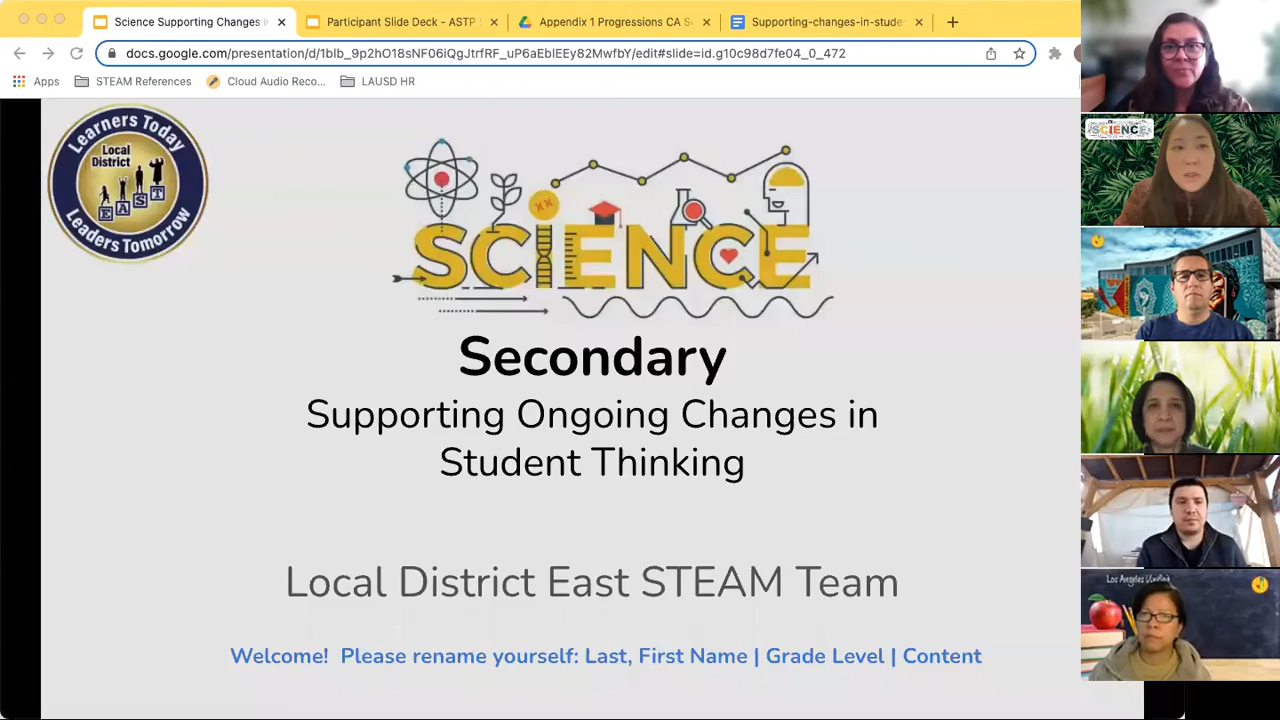 Science Supporting Changes i
Participant Slide Deck - ASTP
Appendix 1 Progressions CA S
Supporting-changes-in-stude
docs.google.com/presentation/d/1blb_9p2hO18sNF06iQgJtrfRF_uP6aEblEEy82MwfbY/edit#slide=id.g10c98d7fe04_0_472
Apps
STEAM References
Cloud Audio Reco...
LAUSD HR
Learners Today
Local
District
EAST
Leaders Tomorrow
SCIENCE
Secondary
Supporting Ongoing Changes in
Student Thinking
Local District East STEAM Team
Welcome! Please rename yourself: Last, First Name | Grade Level | Content
SCIENCE
Los Angeles Unified